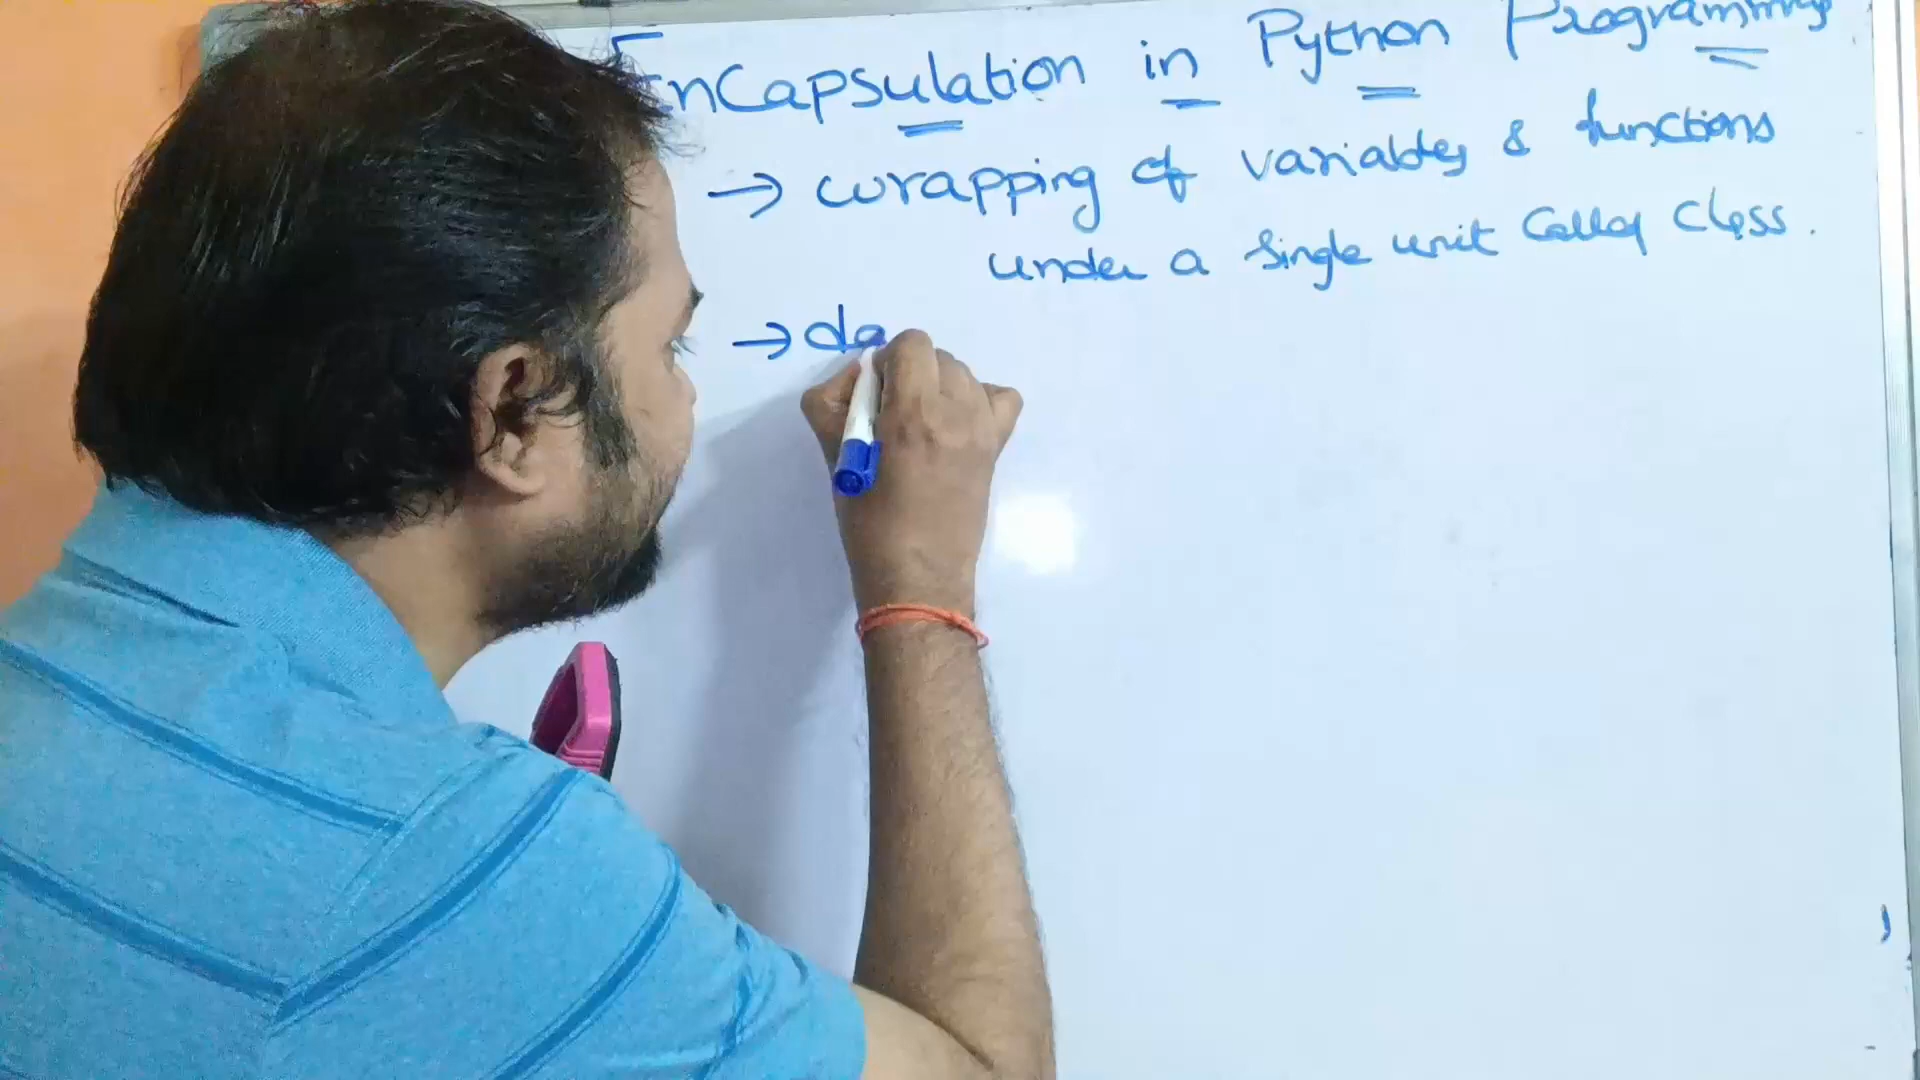 Encapsulation in Python Programming
→ wrapping of variables & functions
under a single unit called class.
→ da